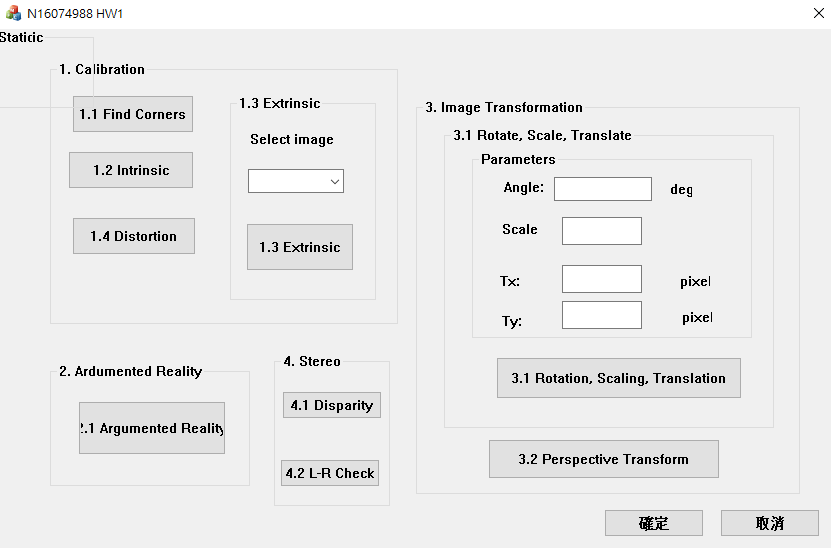 N16074988 HW1
Staticic
1. Calibration
1.1 Find Corners
1.2 Intrinsic
1.4 Distortion
1.3 Extrinsic
Select image
1.3 Extrinsic
2. Ardumented Reality
2.1 Argumented Reality
4. Stereo
4.1 Disparity
4.2 L-R Check
3. Image Transformation
3.1 Rotate, Scale, Translate
Parameters
Angle: deg
Scale
Tx: pixel
Ty: pixel
3.1 Rotation, Scaling, Translation
3.2 Perspective Transform
確定 取消